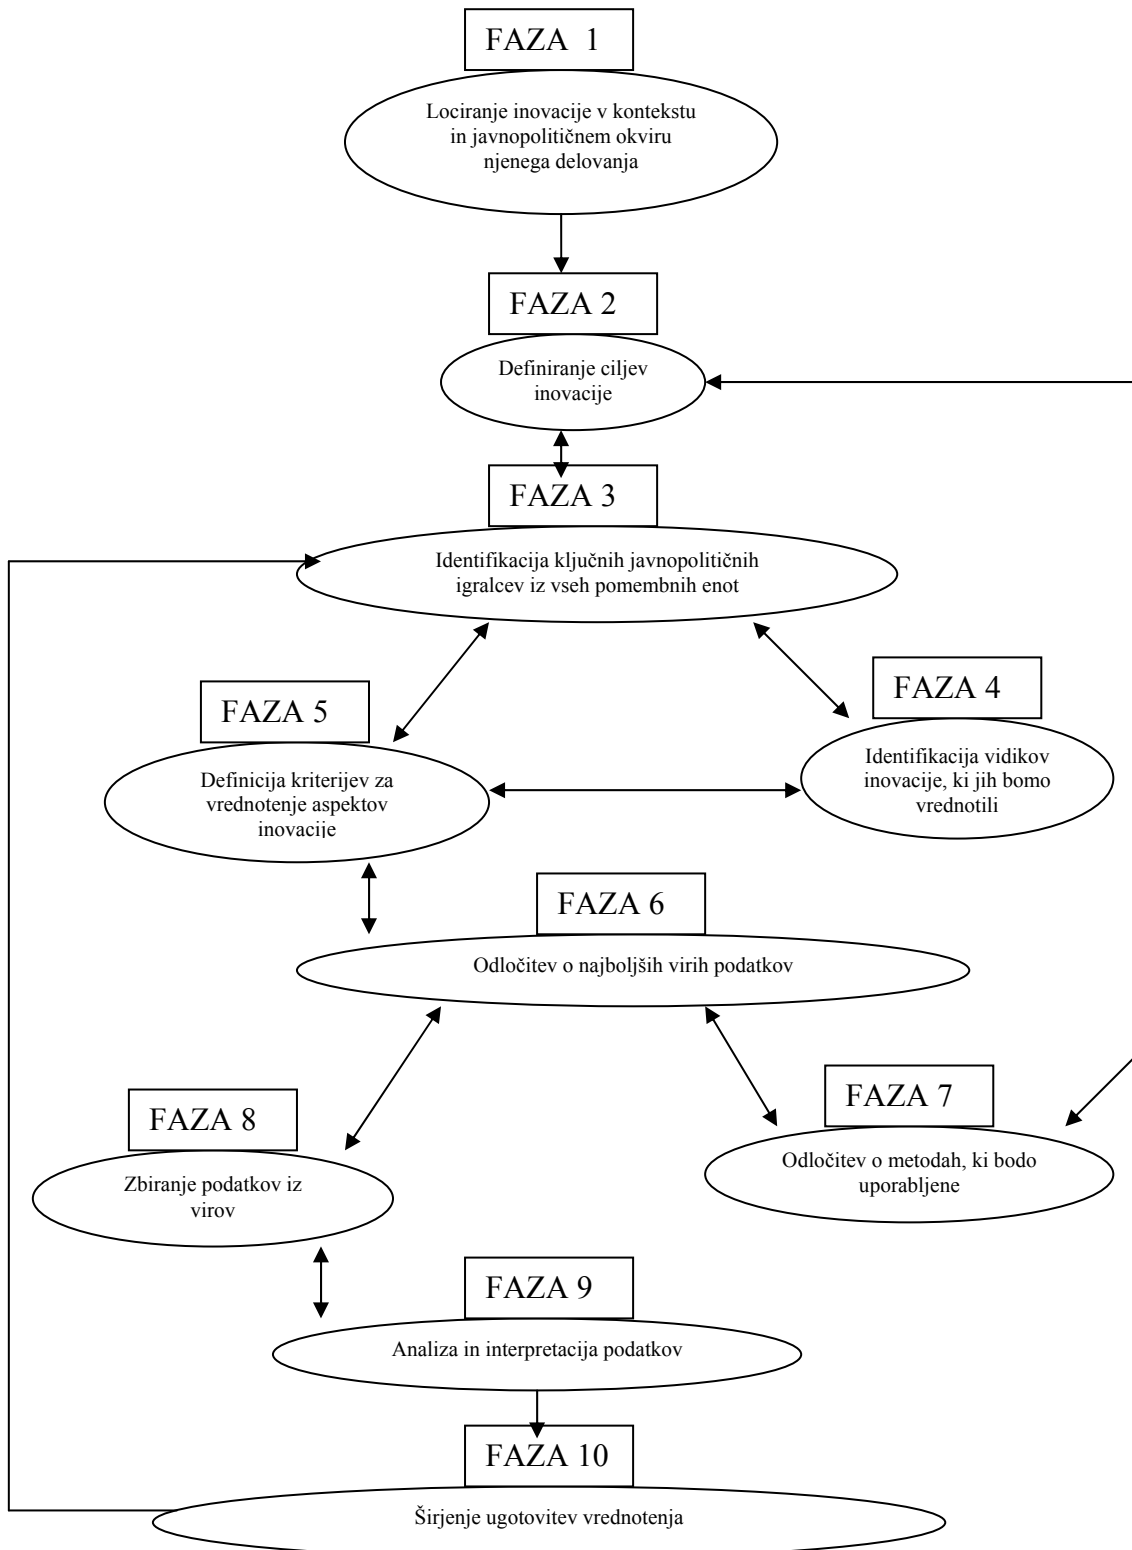 FAZA 1
Lociranje inovacije v kontekstu
in javnopolitičnem okviru
njenega delovanja
FAZA 2
Definiranje ciljev
inovacije
FAZA 3
Identifikacija ključnih javnopolitičnih
igralcev iz vseh pomembnih enot
FAZA 4
Identifikacija vidikov
inovacije, ki jih bomo
vrednotili
FAZA 5
Definicija kriterijev za
vrednotenje aspektov
inovacije
FAZA 6
Odločitev o najboljših virih podatkov
FAZA 7
Odločitev o metodah, ki bodo
uporabljene
FAZA 8
Zbiranje podatkov iz
virov
FAZA 9
Analiza in interpretacija podatkov
FAZA 10
Širjenje ugotovitev vrednotenja